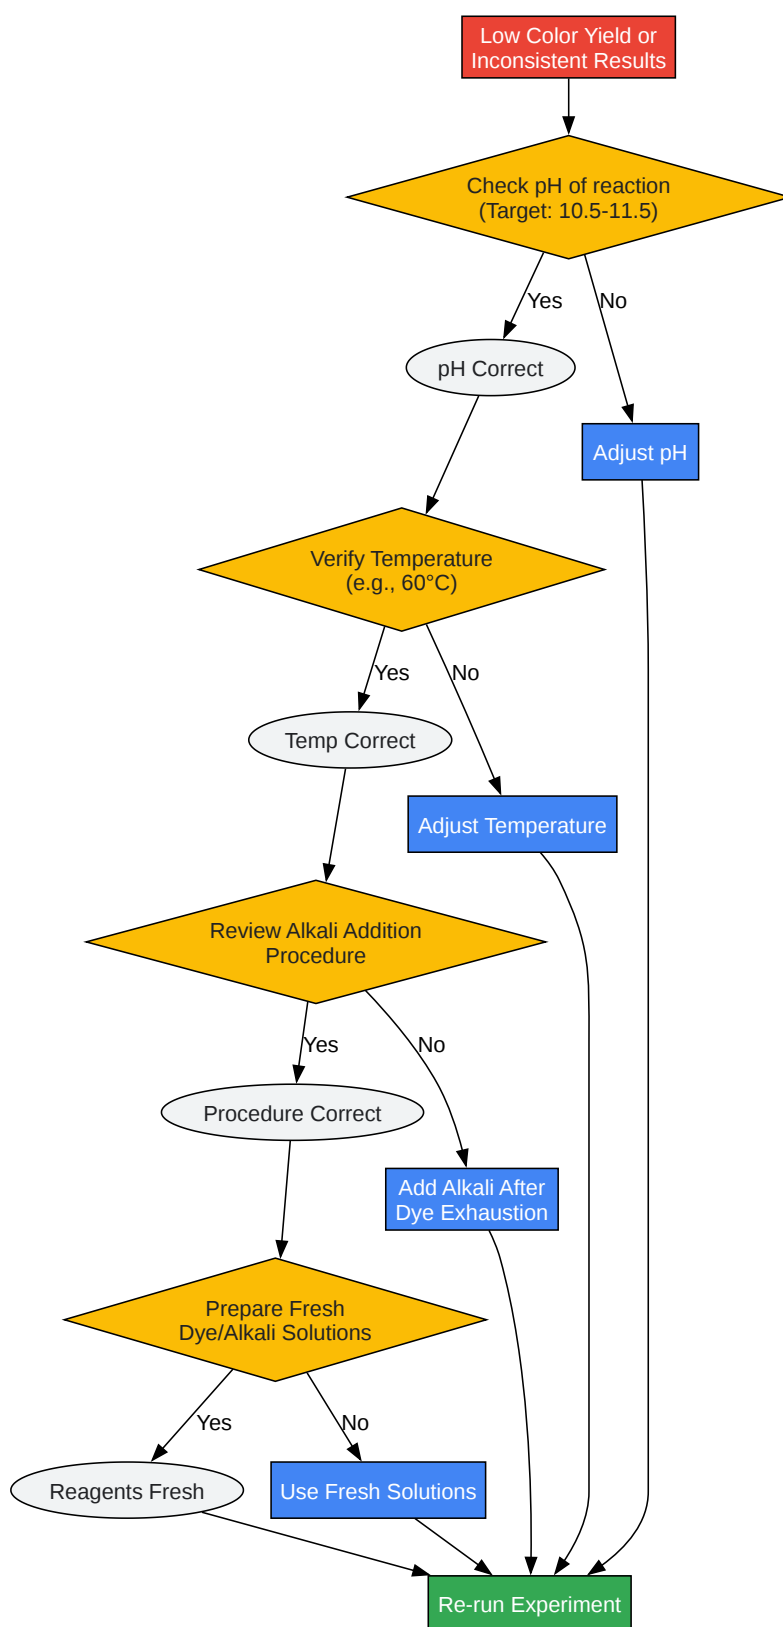 Low Color Yield or
Inconsistent Results
Check pH of reaction
(Target: 10.5-11.5)
Yes
No
pH Correct
Adjust pH
Verify Temperature
(e.g., 60°C)
Yes
No
Temp Correct
Adjust Temperature
Review Alkali Addition
Procedure
Yes
No
Procedure Correct
Add Alkali After
Dye Exhaustion
Prepare Fresh
Dye/Alkali Solutions
Yes
No
Reagents Fresh
Use Fresh Solutions
Re-run Experiment